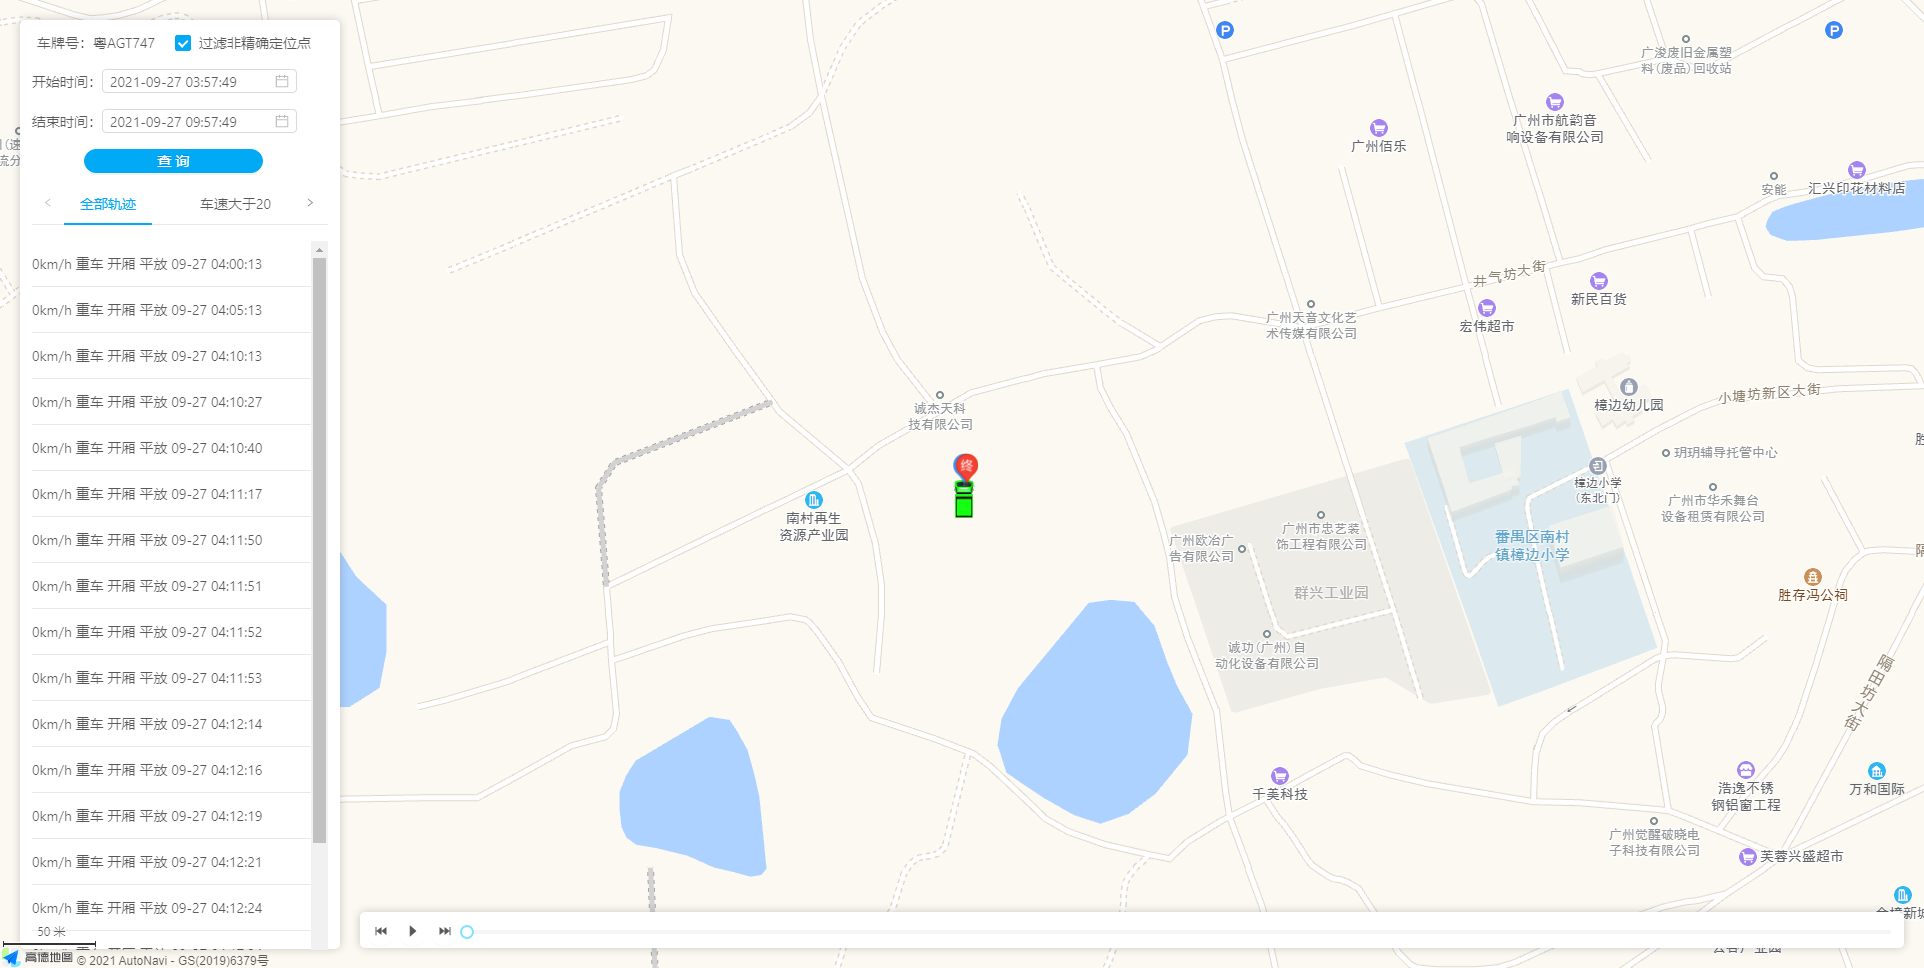 车牌号：粤AGT747
过滤非精确定位点
开始时间：
2021-09-27 03:57:49
结束时间：
2021-09-27 09:57:49
查 询
全部轨迹
车速大于20
0km/h 重车 开厢 平放 09-27 04:00:13
0km/h 重车 开厢 平放 09-27 04:05:13
0km/h 重车 开厢 平放 09-27 04:10:13
0km/h 重车 开厢 平放 09-27 04:10:27
0km/h 重车 开厢 平放 09-27 04:10:40
0km/h 重车 开厢 平放 09-27 04:11:17
0km/h 重车 开厢 平放 09-27 04:11:50
0km/h 重车 开厢 平放 09-27 04:11:51
0km/h 重车 开厢 平放 09-27 04:11:52
0km/h 重车 开厢 平放 09-27 04:11:53
0km/h 重车 开厢 平放 09-27 04:12:14
0km/h 重车 开厢 平放 09-27 04:12:16
0km/h 重车 开厢 平放 09-27 04:12:19
0km/h 重车 开厢 平放 09-27 04:12:21
0km/h 重车 开厢 平放 09-27 04:12:24
50 米
高德地图
© 2021 AutoNavi - GS(2019)6379号
P
P
广浚废旧金属塑
料(废品)回收站
广州市航韵音
响设备有限公司
广州佰乐
安能
汇兴印花材料店
井气坊大街
新民百货
宏伟超市
广州天音文化艺
术传媒有限公司
樟边幼儿园
小塘坊新区大街
诚杰天科
技有限公司
终
玥玥辅导托管中心
樟边小学
(东北门)
广州市华禾舞台
设备租赁有限公司
南村再生
资源产业园
广州市忠艺装
饰工程有限公司
广州欧冶广
告有限公司
番禺区南村
镇樟边小学
群兴工业园
胜存冯公祠
诚功(广州)自
动化设备有限公司
隔田坊大街
千美科技
浩逸不锈
钢铝窗工程
万和国际
广州觉醒破晓电
子科技有限公司
芙蓉兴盛超市